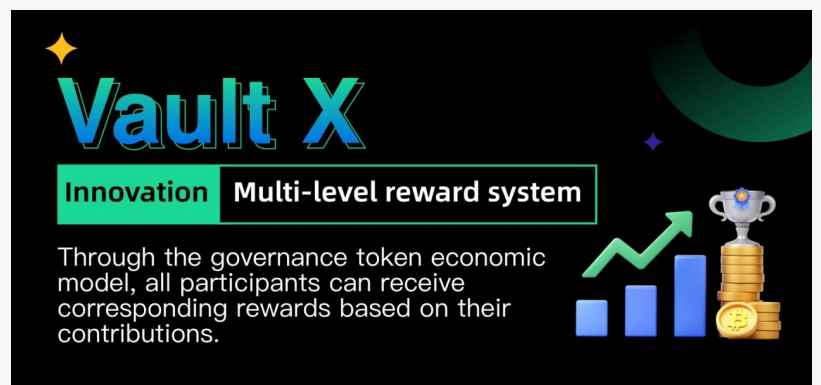 Vault X
Innovation Multi-level reward system
Through the governance token economic
model, all participants can receive
corresponding rewards based on their
contributions.